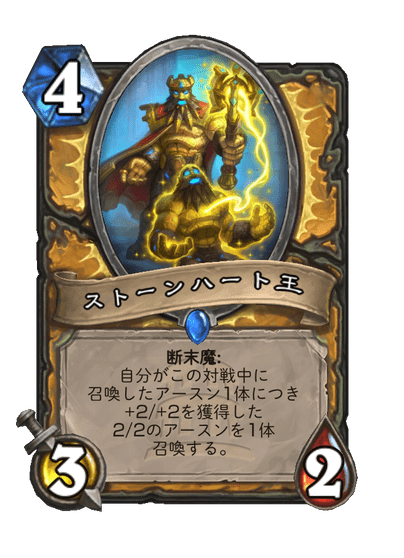 4
ストーンハート王
断末魔:
自分がこの対戦中に
召喚したアースン1体につき
+2/+2を獲得した
2/2のアースンを1体
召喚する。
3
2